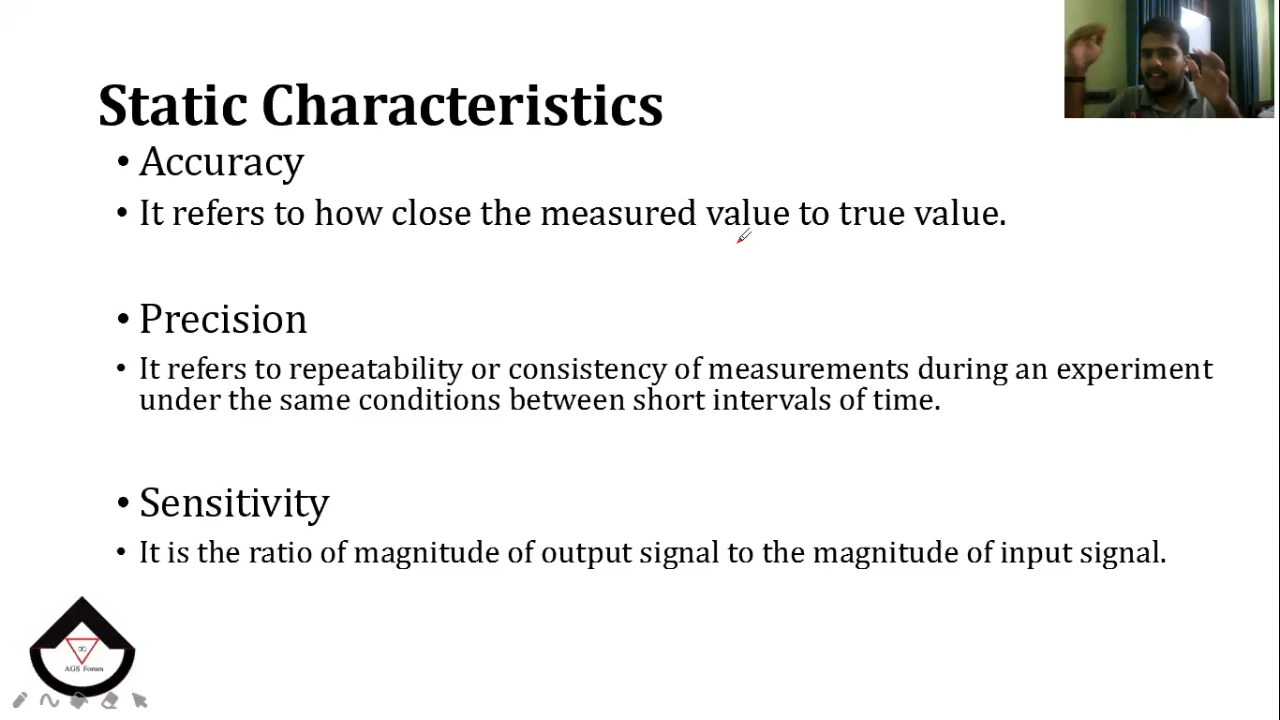 Static Characteristics
• Accuracy
• It refers to how close the measured value to true value.
• Precision
• It refers to repeatability or consistency of measurements during an experiment
under the same conditions between short intervals of time.
• Sensitivity
• It is the ratio of magnitude of output signal to the magnitude of input signal.
∞
AGS Forum